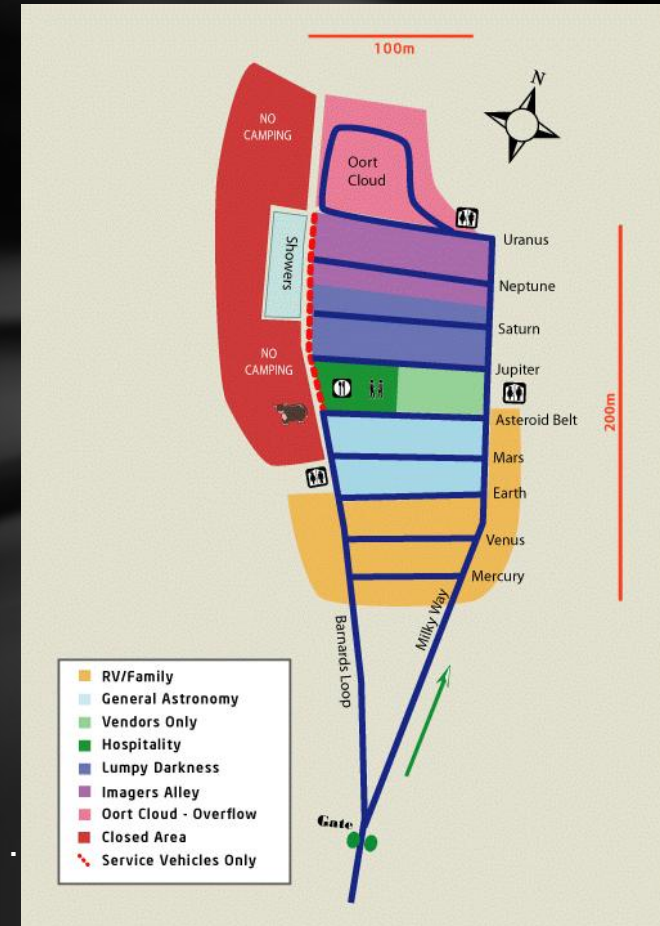 100m
N
NO
CAMPING
Oort
Cloud
Showers
Uranus
Neptune
Saturn
NO
CAMPING
Jupiter
Asteroid Belt
200m
Mars
Earth
Venus
Mercury
Barnards Loop
Milky Way
RV/Family
General Astronomy
Vendors Only
Hospitality
Lumpy Darkness
Imagers Alley
Oort Cloud - Overflow
Closed Area
Service Vehicles Only
Gate
.